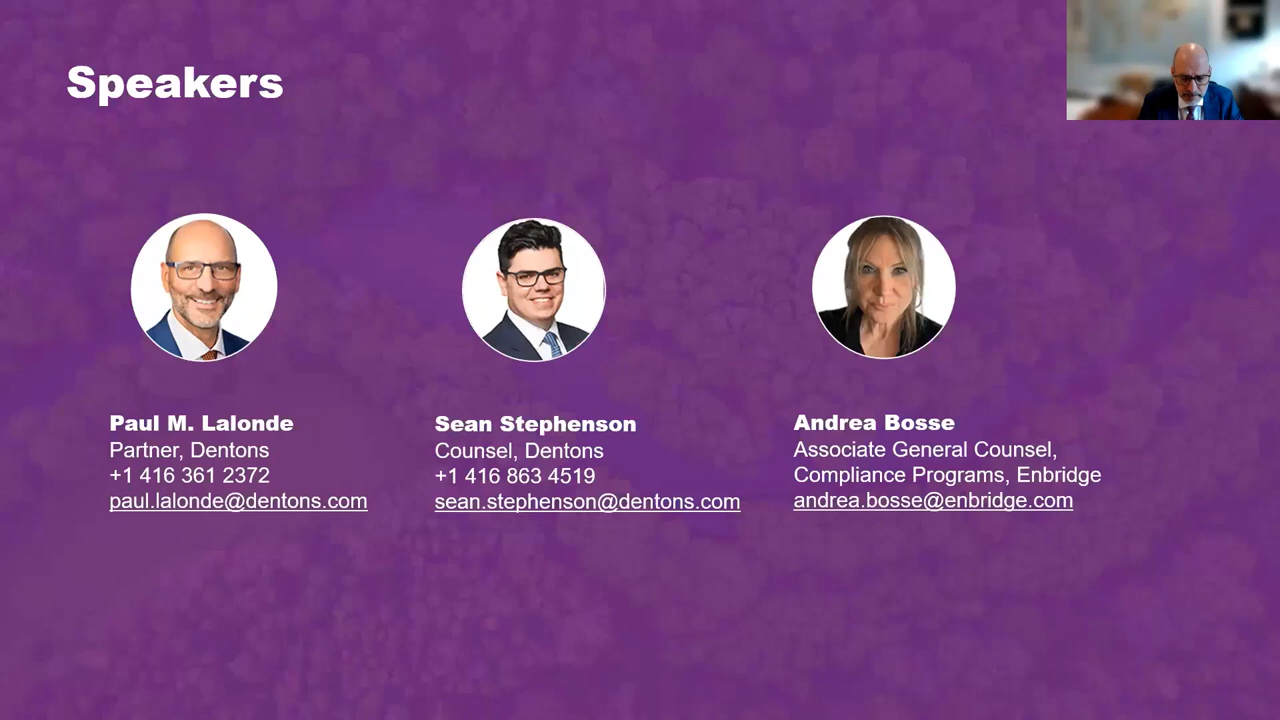 Speakers
Paul M. Lalonde
Partner, Dentons
+1 416 361 2372
paul.lalonde@dentons.com
Sean Stephenson
Counsel, Dentons
+1 416 863 4519
sean.stephenson@dentons.com
Andrea Bosse
Associate General Counsel,
Compliance Programs, Enbridge
andrea.bosse@enbridge.com